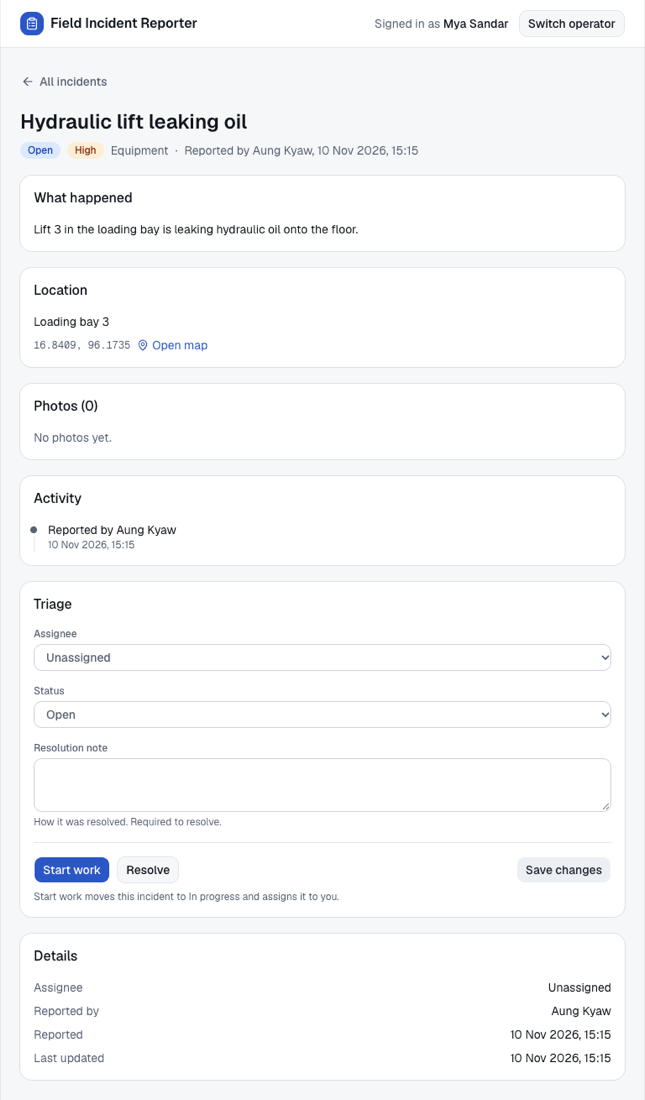 Field Incident Reporter
Signed in as Mya Sandar
Switch operator
← All incidents
Hydraulic lift leaking oil
Open High Equipment · Reported by Aung Kyaw, 10 Nov 2026, 15:15
What happened
Lift 3 in the loading bay is leaking hydraulic oil onto the floor.
Location
Loading bay 3
16.8409, 96.1735 Open map
Photos (0)
No photos yet.
Activity
Reported by Aung Kyaw
10 Nov 2026, 15:15
Triage
Assignee
Unassigned
Status
Open
Resolution note
How it was resolved. Required to resolve.
Start work Resolve Save changes
Start work moves this incident to In progress and assigns it to you.
Details
Assignee Unassigned
Reported by Aung Kyaw
Reported 10 Nov 2026, 15:15
Last updated 10 Nov 2026, 15:15